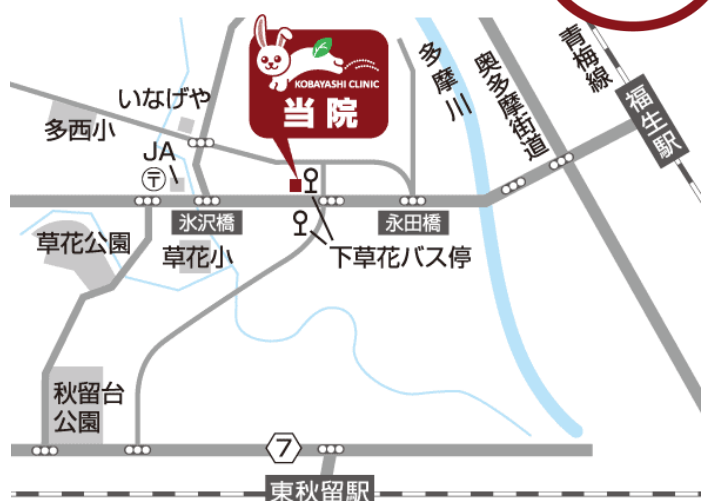 KOBAYASHI CLINIC
当院
多摩川
奥多摩街道
青梅線
福生駅
いなげや
多西小
JA
〒
氷沢橋
永田橋
草花公園
草花小
下草花バス停
秋留台
公園
7
東秋留駅